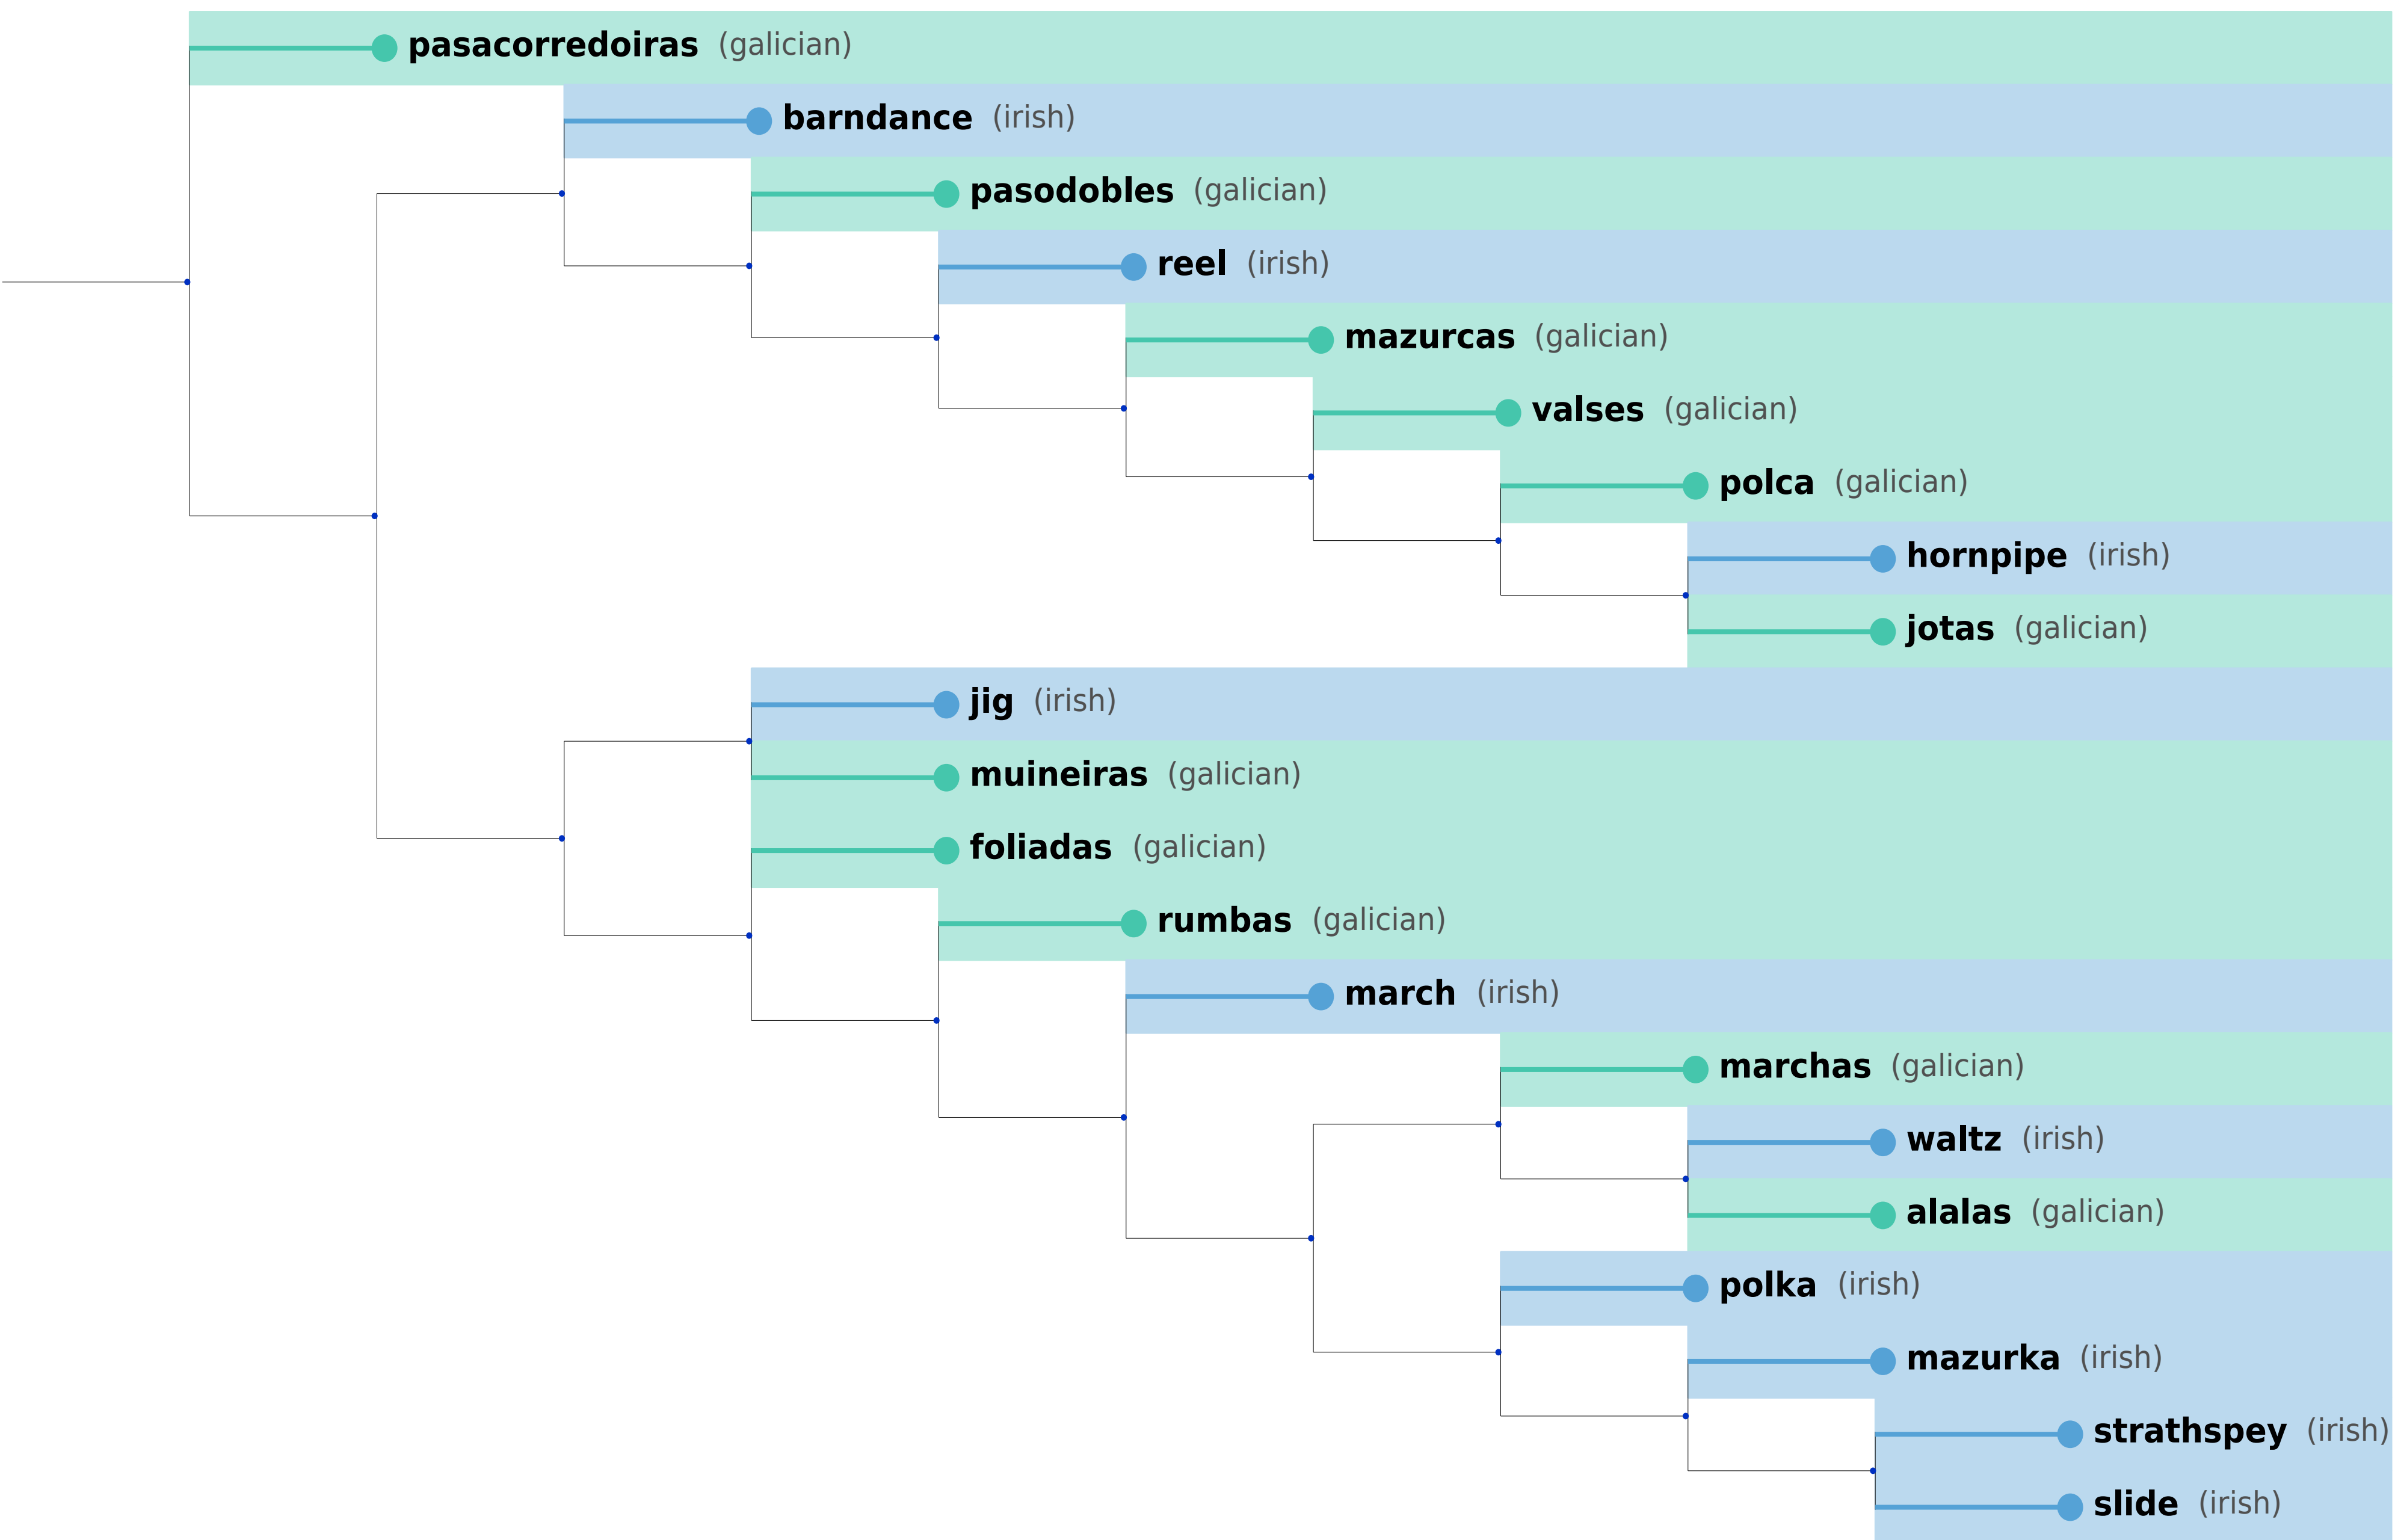 pasacorredoiras (galician)
barndance (irish)
pasodobles (galician)
reel (irish)
mazurcas (galician)
valses (galician)
polca (galician)
hornpipe (irish)
jotas (galician)
jig (irish)
muineiras (galician)
foliadas (galician)
rumbas (galician)
march (irish)
marchas (galician)
waltz (irish)
alalas (galician)
polka (irish)
mazurka (irish)
strathspey (irish)
slide (irish)